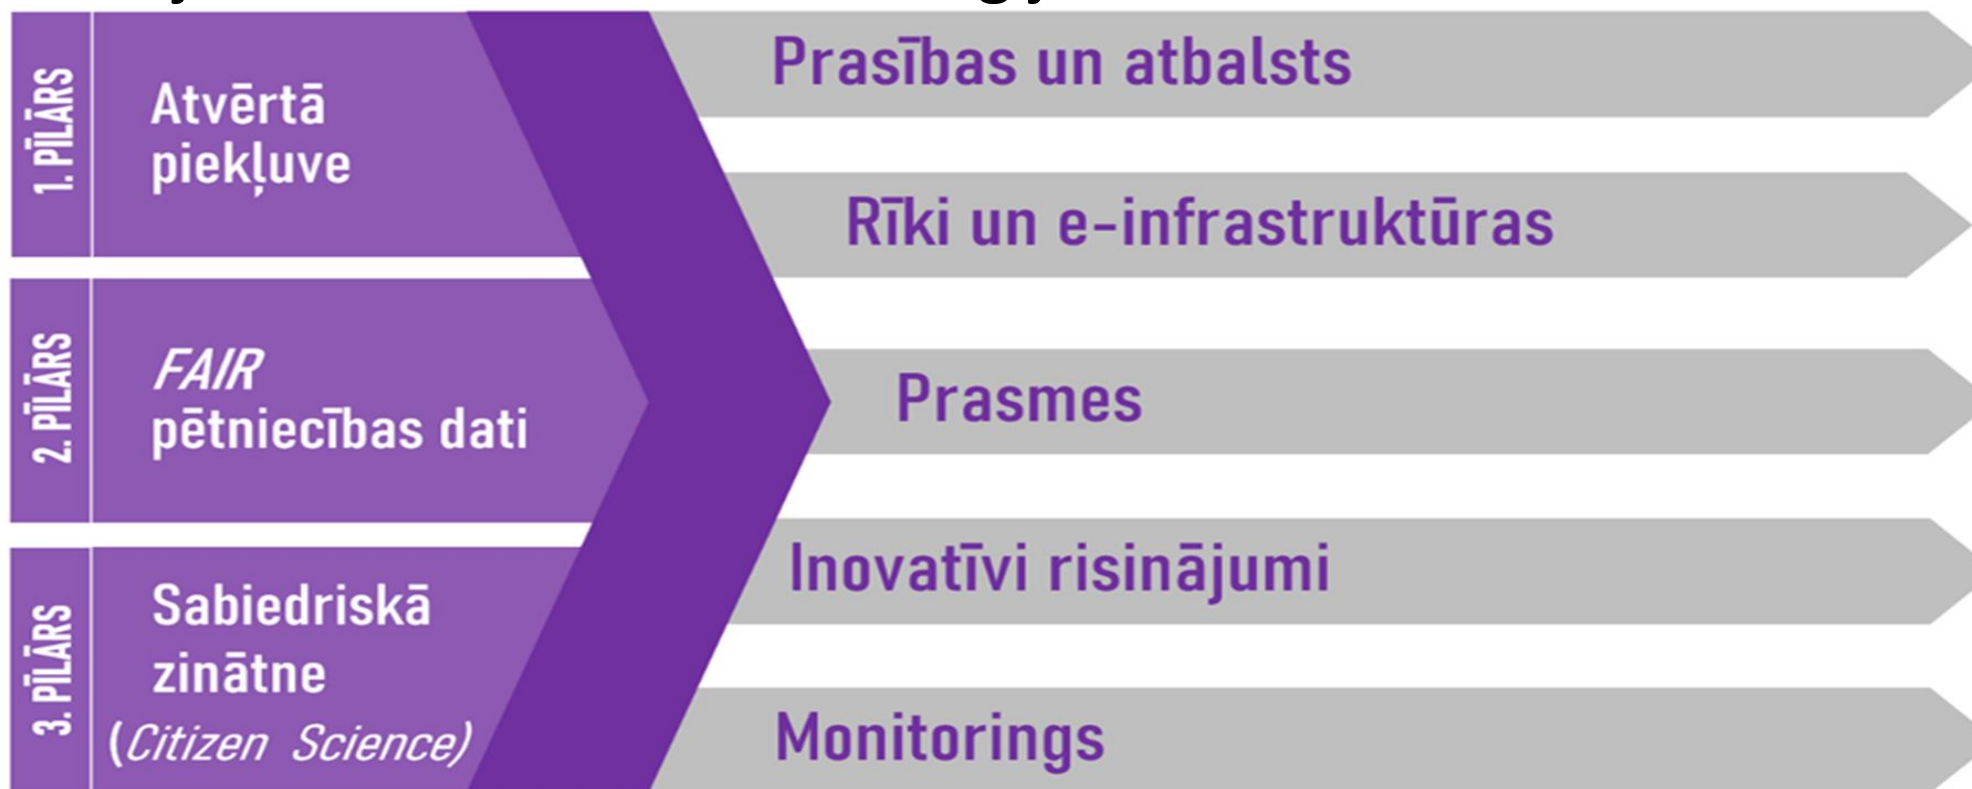 1. PĪLĀRS
Atvērtā
piekļuve
2. PĪLĀRS
FAIR
pētniecības dati
3. PĪLĀRS
Sabiedriskā
zinātne
(Citizen Science)
Prasības un atbalsts
Rīki un e-infrastruktūras
Prasmes
Inovatīvi risinājumi
Monitorings